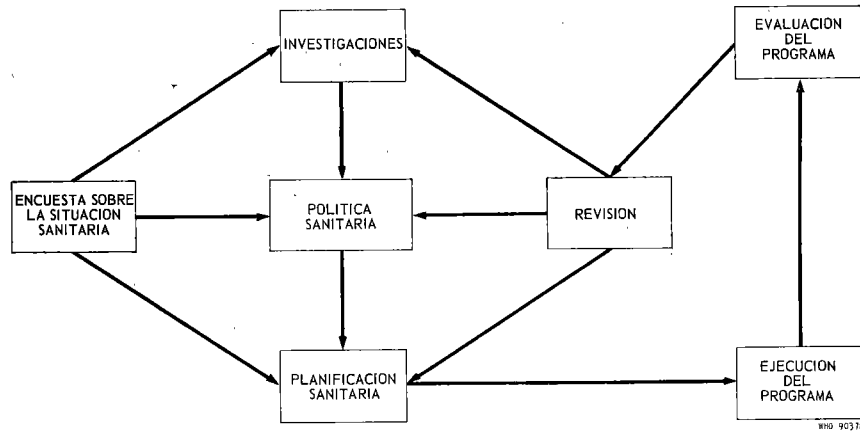 INVESTIGACIONES
EVALUACION
DEL
PROGRAMA
ENCUESTA SOBRE
LA SITUACION
SANITARIA
POLITICA
SANITARIA
REVISION
PLANIFICACION
SANITARIA
EJECUCION
DEL
PROGRAMA
WHO 9037